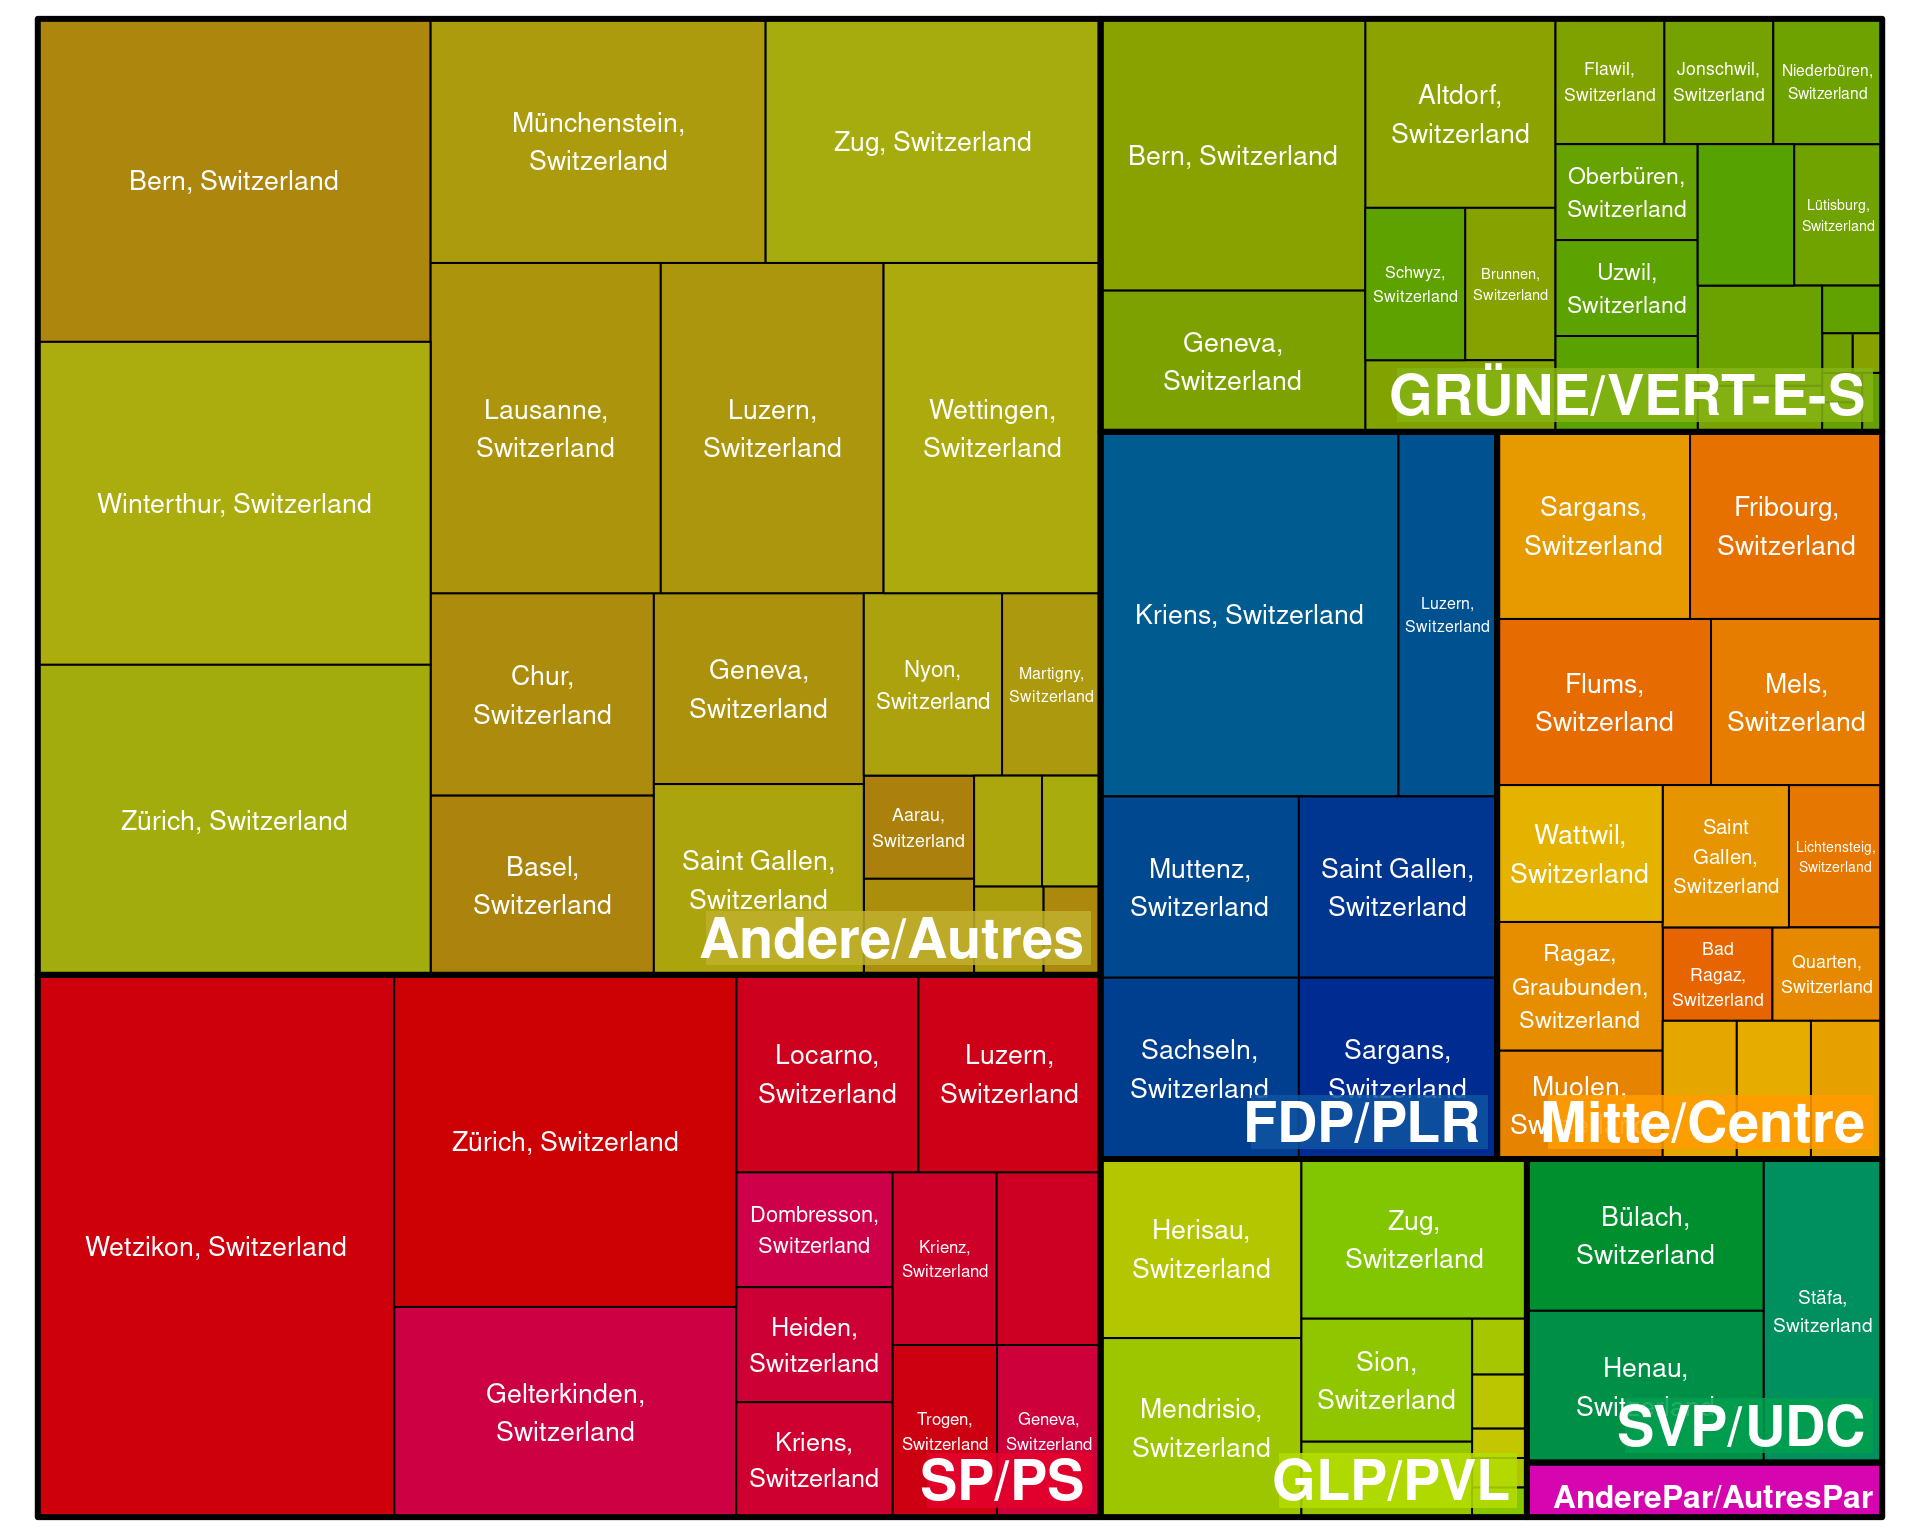 Bern, Switzerland
Winterthur, Switzerland
Zürich, Switzerland
Münchenstein,
Switzerland
Zug, Switzerland
Lausanne,
Switzerland
Luzern,
Switzerland
Wettingen,
Switzerland
Chur,
Switzerland
Basel,
Switzerland
Geneva,
Switzerland
Saint Gallen,
Switzerland
Nyon,
Switzerland
Martigny,
Switzerland
Aarau,
Switzerland
Andere/Autres
Wetzikon, Switzerland
Zürich, Switzerland
Gelterkinden,
Switzerland
Locarno,
Switzerland
Luzern,
Switzerland
Dombresson,
Switzerland
Heiden,
Switzerland
Kriens,
Switzerland
Krienz,
Switzerland
Trogen,
Switzerland
Geneva,
Switzerland
SP/PS
Bern, Switzerland
Geneva,
Switzerland
Altdorf,
Switzerland
Schwyz,
Switzerland
Brunnen,
Switzerland
Flawil,
Switzerland
Jonschwil,
Switzerland
Niederbüren,
Switzerland
Oberbüren,
Switzerland
Uzwil,
Switzerland
Lütisburg,
Switzerland
GRÜNE/VERT-E-S
Kriens, Switzerland
Luzern,
Switzerland
Muttenz,
Switzerland
Saint Gallen,
Switzerland
Sachseln,
Switzerland
Sargans,
Switzerland
FDP/PLR
Sargans,
Switzerland
Fribourg,
Switzerland
Flums,
Switzerland
Mels,
Switzerland
Wattwil,
Switzerland
Saint
Gallen,
Switzerland
Lichtensteig,
Switzerland
Ragaz,
Graubunden,
Switzerland
Bad
Ragaz,
Switzerland
Quarten,
Switzerland
Muolen,
Mitte/Centre
Herisau,
Switzerland
Mendrisio,
Switzerland
Zug,
Switzerland
Sion,
Switzerland
GLP/PVL
Bülach,
Switzerland
Henau,
Switzerland
Stäfa,
Switzerland
SVP/UDC
AnderePar/AutresPar